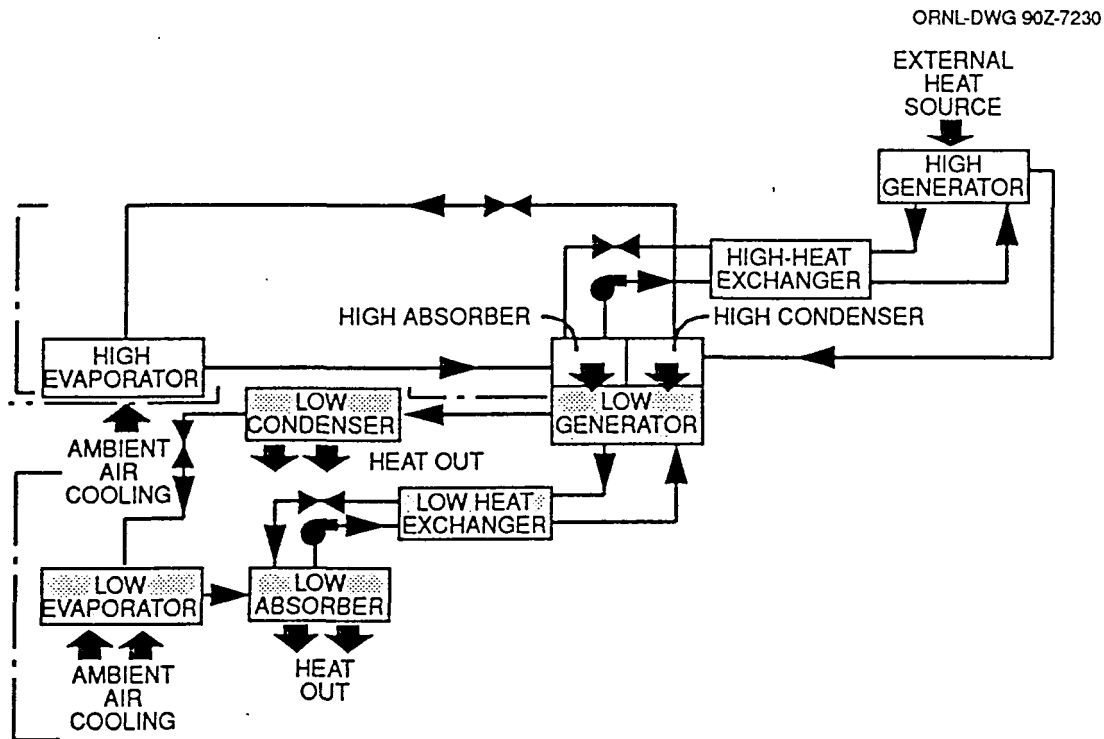 ORNL-DWG 90Z-7230
EXTERNAL
HEAT
SOURCE
HIGH
GENERATOR
HIGH-HEAT
EXCHANGER
HIGH ABSORBER
HIGH CONDENSER
HIGH
EVAPORATOR
LOW
CONDENSER
LOW
GENERATOR
AMBIENT
AIR
COOLING
HEAT OUT
LOW HEAT
EXCHANGER
LOW
EVAPORATOR
LOW
ABSORBER
AMBIENT
AIR
COOLING
HEAT
OUT